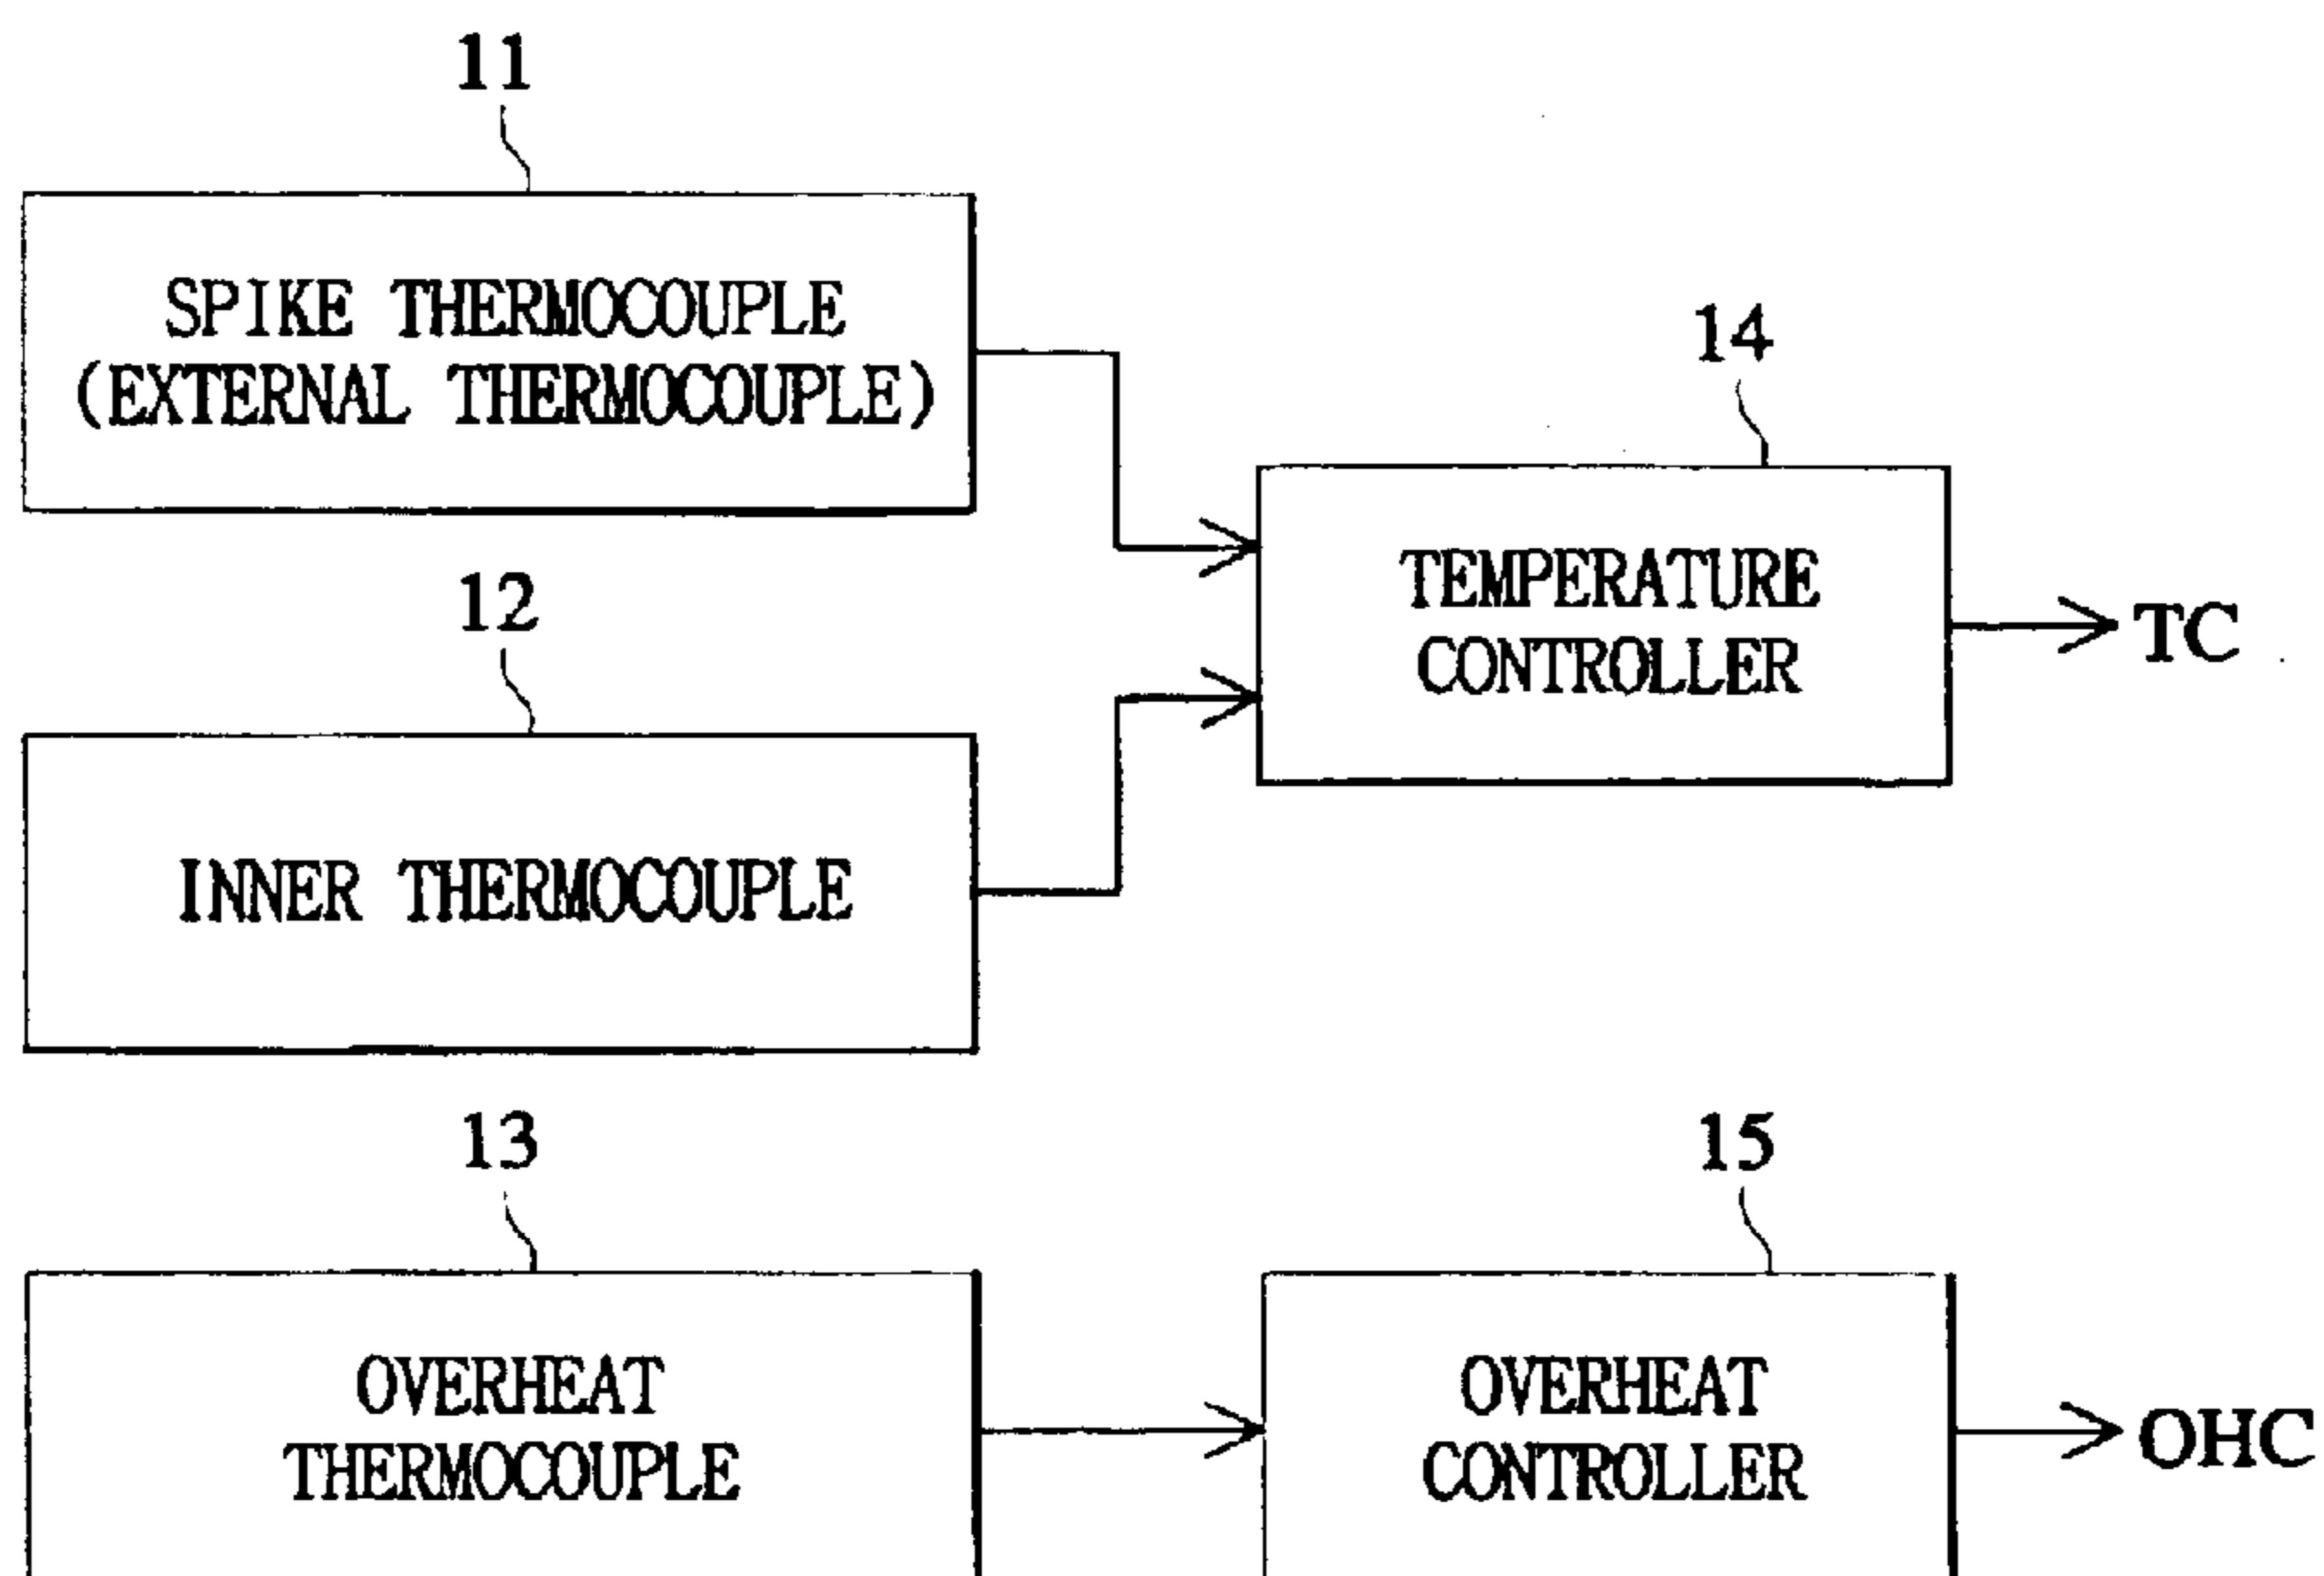 11
SPIKE THERMOCOUPLE
(EXTERNAL THERMOCOUPLE)
14
TEMPERATURE
CONTROLLER
TC
12
INNER THERMOCOUPLE
13
OVERHEAT
THERMOCOUPLE
15
OVERHEAT
CONTROLLER
OHC